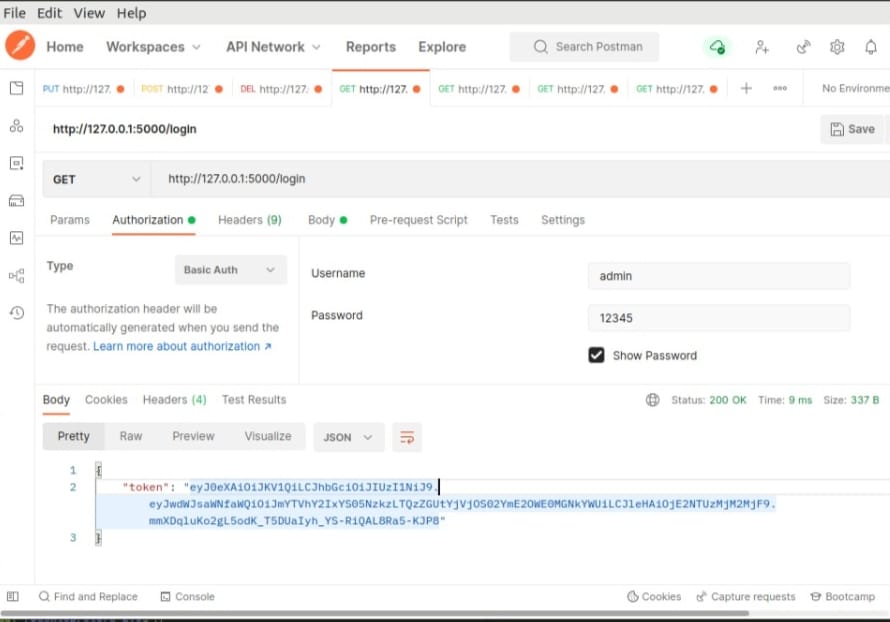 File Edit View Help
Home Workspaces API Network Reports Explore Search Postman
PUT http://127. POST http://12 DEL http://127. GET http://127. GET http://127. GET http://127. GET http://127. + ooo No Environme
http://127.0.0.1:5000/login Save
GET http://127.0.0.1:5000/login
Params Authorization Headers (9) Body Pre-request Script Tests Settings
Type Basic Auth
The authorization header will be
automatically generated when you send the
request. Learn more about authorization ↗
Username admin
Password 12345
Show Password
Body Cookies Headers (4) Test Results Status: 200 OK Time: 9 ms Size: 337 B
Pretty Raw Preview Visualize JSON
1 {
2 "token": "eyJ0eXAiOiJKV1QiLCJhbGciOiJIUzI1NiJ9.
eyJwdWJsaWNfaWQiOiJmYTVhY2IxYS05NzkzLTQzZGUtYjVjOS02YmE2OWE0MGNkYWUiLCJleHAiOjE2NTUzMjM2MjF9.
mmXDqluKo2gL5odK_T5DUaIyh_YS-RiQAL8Ra5-KJP8"
3 }
Find and Replace Console Cookies Capture requests Bootcamp